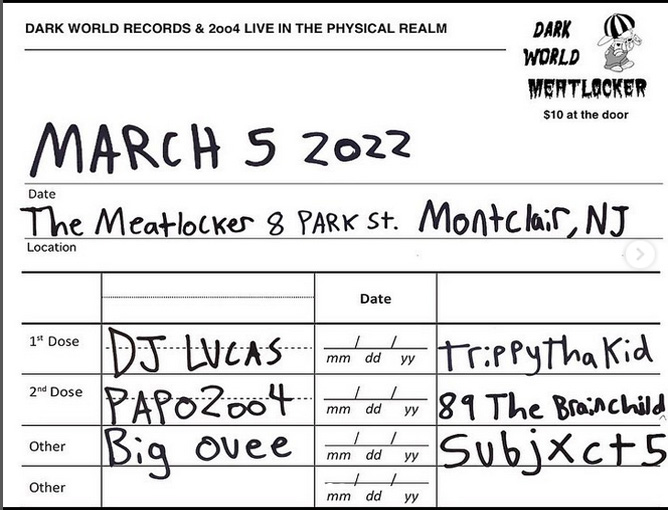 DARK WORLD RECORDS & 2oo4 LIVE IN THE PHYSICAL REALM
DARK
WORLD
MEATLOCKER
$10 at the door
MARCH 5 2022
Date
The Meatlocker 8 PARK St. Montclair, NJ
Location
Date
1st Dose DJ LUCAS mm dd yy TrippyThaKid
2nd Dose PAPO2oo4 mm dd yy 89 The Brainchild
Other Big ovee mm dd yy Subjxct 5
Other mm dd yy